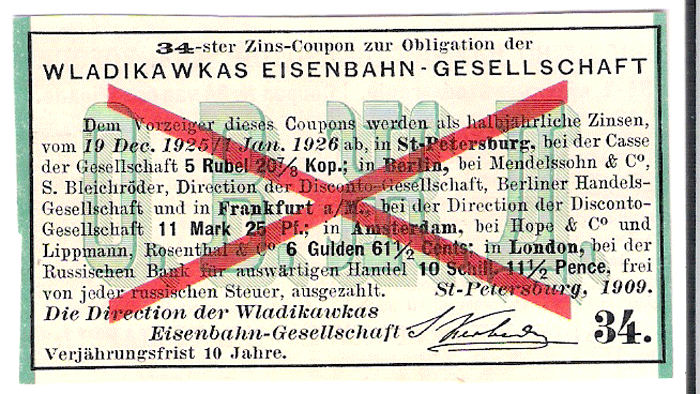 34-ster Zins-Coupon zur Obligation der
WLADIKAWKAS EISENBAHN-GESELLSCHAFT
Dem Vorzeiger dieses Coupons werden als halbjährliche Zinsen,
vom 19 Dec. 1925/1 Jan. 1926 ab, in St-Petersburg, bei der Casse
der Gesellschaft 5 Rubel 20⅞ Kop.; in Berlin, bei Mendelssohn & Cº,
S. Bleichröder, Direction der Disconto-Gesellschaft, Berliner Handels-
Gesellschaft und in Frankfurt a/M., bei der Direction der Disconto-
Gesellschaft 11 Mark 25 Pf.; in Amsterdam, bei Hope & Cº und
Lippmann, Rosenthal & Cº 6 Gulden 61½ Cents; in London, bei der
Russischen Bank für auswärtigen Handel 10 Schill. 11½ Pence, frei
von jeder russischen Steuer, ausgezahlt. St-Petersburg, 1909.
Die Direction der Wladikawkas
Eisenbahn-Gesellschaft
34.
Verjährungsfrist 10 Jahre.